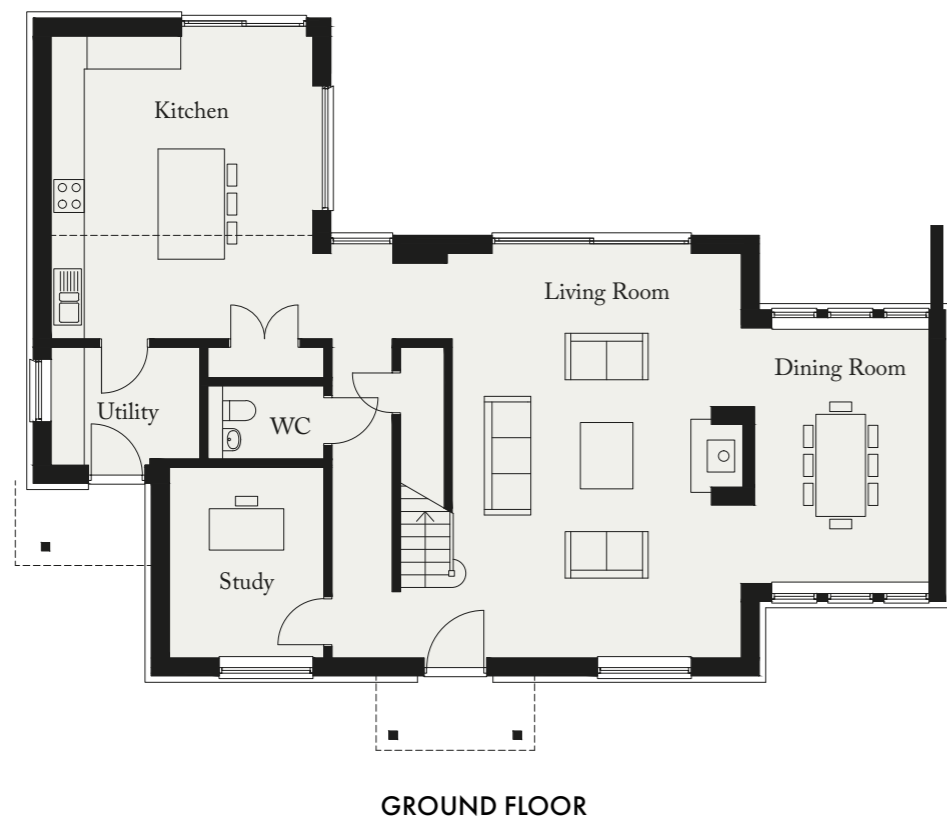 Kitchen
Living Room
Dining Room
Utility
WC
Study
GROUND FLOOR